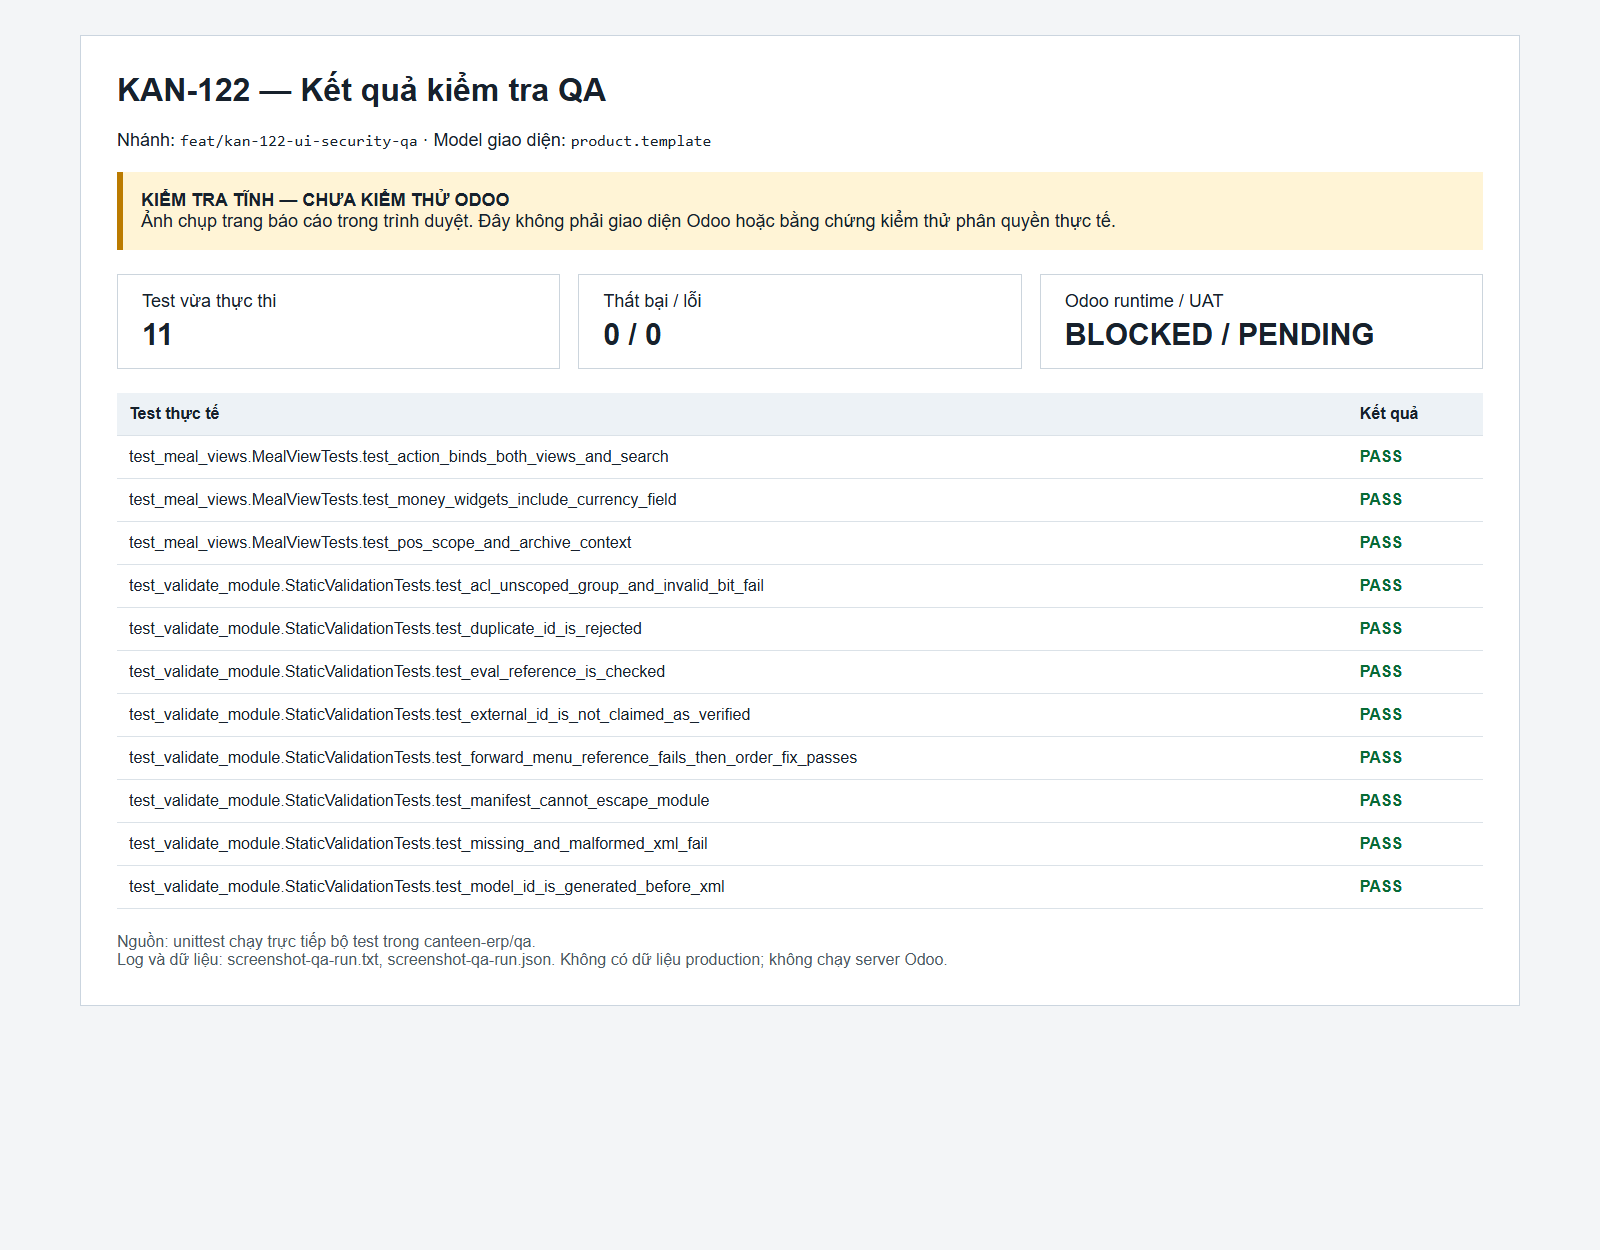 KAN-122 — Kết quả kiểm tra QA
Nhánh: feat/kan-122-ui-security-qa · Model giao diện: product.template
KIỂM TRA TĨNH — CHƯA KIỂM THỬ ODOO
Ảnh chụp trang báo cáo trong trình duyệt. Đây không phải giao diện Odoo hoặc bằng chứng kiểm thử phân quyền thực tế.
Test vừa thực thi
11
Thất bại / lỗi
0 / 0
Odoo runtime / UAT
BLOCKED / PENDING
Test thực tế Kết quả
test_meal_views.MealViewTests.test_action_binds_both_views_and_search PASS
test_meal_views.MealViewTests.test_money_widgets_include_currency_field PASS
test_meal_views.MealViewTests.test_pos_scope_and_archive_context PASS
test_validate_module.StaticValidationTests.test_acl_unscoped_group_and_invalid_bit_fail PASS
test_validate_module.StaticValidationTests.test_duplicate_id_is_rejected PASS
test_validate_module.StaticValidationTests.test_eval_reference_is_checked PASS
test_validate_module.StaticValidationTests.test_external_id_is_not_claimed_as_verified PASS
test_validate_module.StaticValidationTests.test_forward_menu_reference_fails_then_order_fix_passes PASS
test_validate_module.StaticValidationTests.test_manifest_cannot_escape_module PASS
test_validate_module.StaticValidationTests.test_missing_and_malformed_xml_fail PASS
test_validate_module.StaticValidationTests.test_model_id_is_generated_before_xml PASS
Nguồn: unittest chạy trực tiếp bộ test trong canteen-erp/qa.
Log và dữ liệu: screenshot-qa-run.txt, screenshot-qa-run.json. Không có dữ liệu production; không chạy server Odoo.